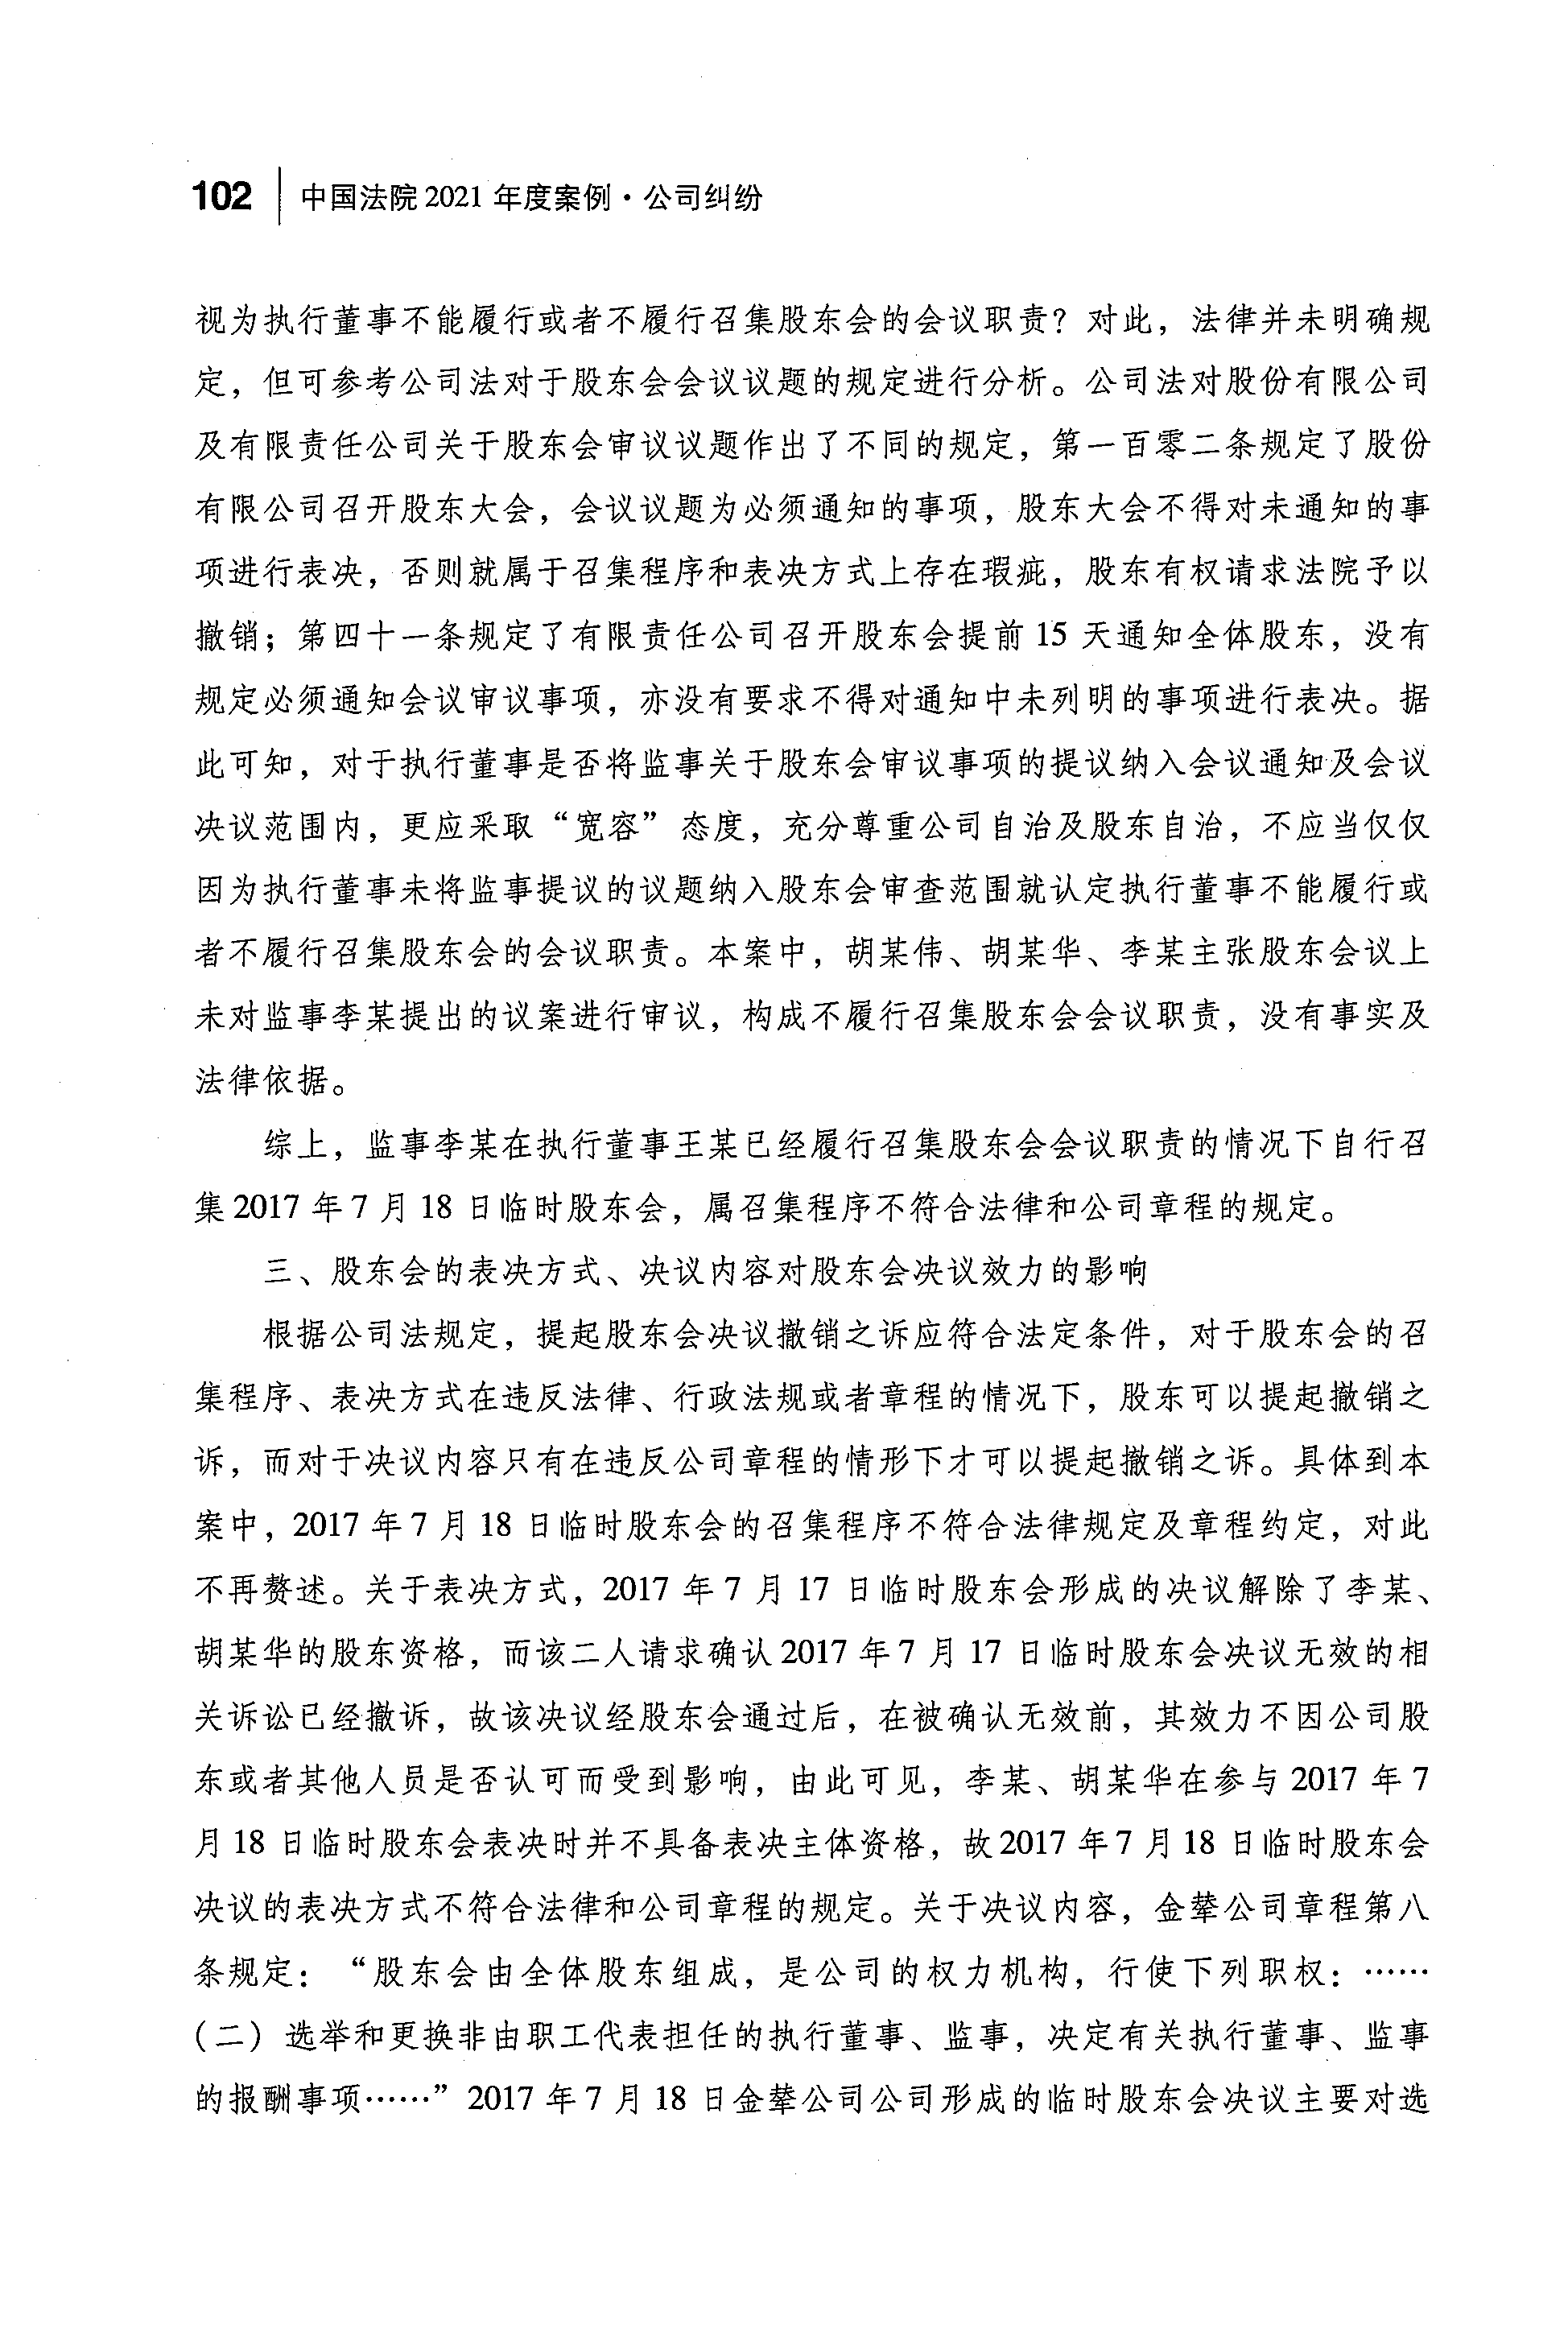 102 中国法院2021年度案例·公司纠纷
视为执行董事不能履行或者不履行召集股东会的会议职责？对此，法律并未明确规
定，但可参考公司法对于股东会会议议题的规定进行分析。公司法对股份有限公司
及有限责任公司关于股东会审议议题作出了不同的规定，第一百零二条规定了股份
有限公司召开股东大会，会议议题为必须通知的事项，股东大会不得对未通知的事
项进行表决，否则就属于召集程序和表决方式上存在瑕疵，股东有权请求法院予以
撤销；第四十一条规定了有限责任公司召开股东会提前15天通知全体股东，没有
规定必须通知会议审议事项，亦没有要求不得对通知中未列明的事项进行表决。据
此可知，对于执行董事是否将监事关于股东会审议事项的提议纳入会议通知及会议
决议范围内，更应采取“宽容”态度，充分尊重公司自治及股东自治，不应当仅仅
因为执行董事未将监事提议的议题纳入股东会审查范围就认定执行董事不能履行或
者不履行召集股东会的会议职责。本案中，胡某伟、胡某华、李某主张股东会议上
未对监事李某提出的议案进行审议，构成不履行召集股东会会议职责，没有事实及
法律依据。
综上，监事李某在执行董事王某已经履行召集股东会会议职责的情况下自行召
集2017年7月18日临时股东会，属召集程序不符合法律和公司章程的规定。
三、股东会的表决方式、决议内容对股东会决议效力的影响
根据公司法规定，提起股东会决议撤销之诉应符合法定条件，对于股东会的召
集程序、表决方式在违反法律、行政法规或者章程的情况下，股东可以提起撤销之
诉，而对于决议内容只有在违反公司章程的情形下才可以提起撤销之诉。具体到本
案中，2017年7月18日临时股东会的召集程序不符合法律规定及章程约定，对此
不再赘述。关于表决方式，2017年7月17日临时股东会形成的决议解除了李某、
胡某华的股东资格，而该二人请求确认2017年7月17日临时股东会决议无效的相
关诉讼已经撤诉，故该决议经股东会通过后，在被确认无效前，其效力不因公司股
东或者其他人员是否认可而受到影响，由此可见，李某、胡某华在参与2017年7
月18日临时股东会表决时并不具备表决主体资格，故2017年7月18日临时股东会
决议的表决方式不符合法律和公司章程的规定。关于决议内容，金辇公司章程第八
条规定：“股东会由全体股东组成，是公司的权力机构，行使下列职权：……
（二）选举和更换非由职工代表担任的执行董事、监事，决定有关执行董事、监事
的报酬事项……”2017年7月18日金辇公司公司形成的临时股东会决议主要对选